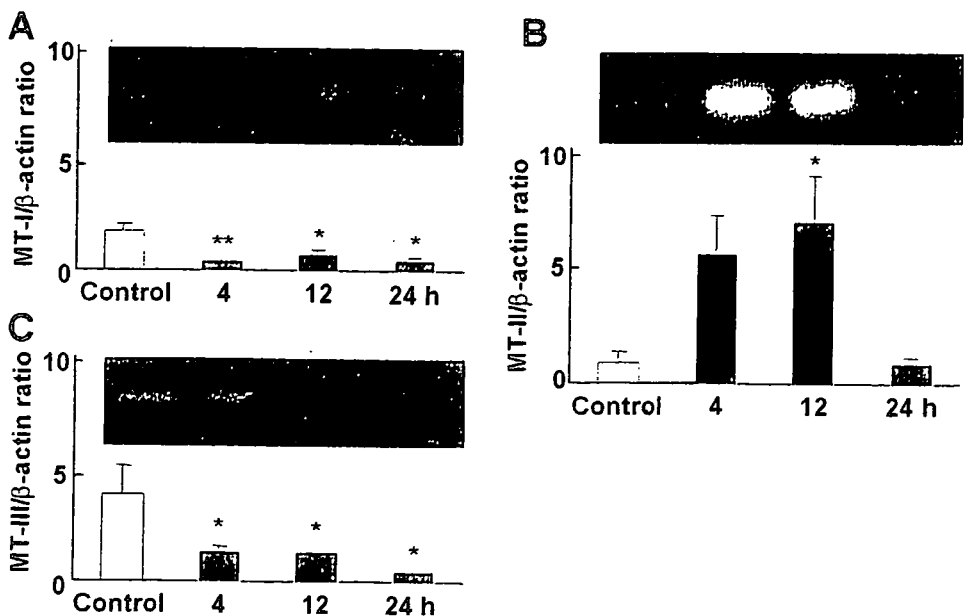 A
10
5
0
MT-I/β-actin ratio
**
*
*
Control 4 12 24 h
B
10
5
0
MT-II/β-actin ratio
*
Control 4 12 24 h
C
10
5
0
MT-III/β-actin ratio
*
*
*
Control 4 12 24 h